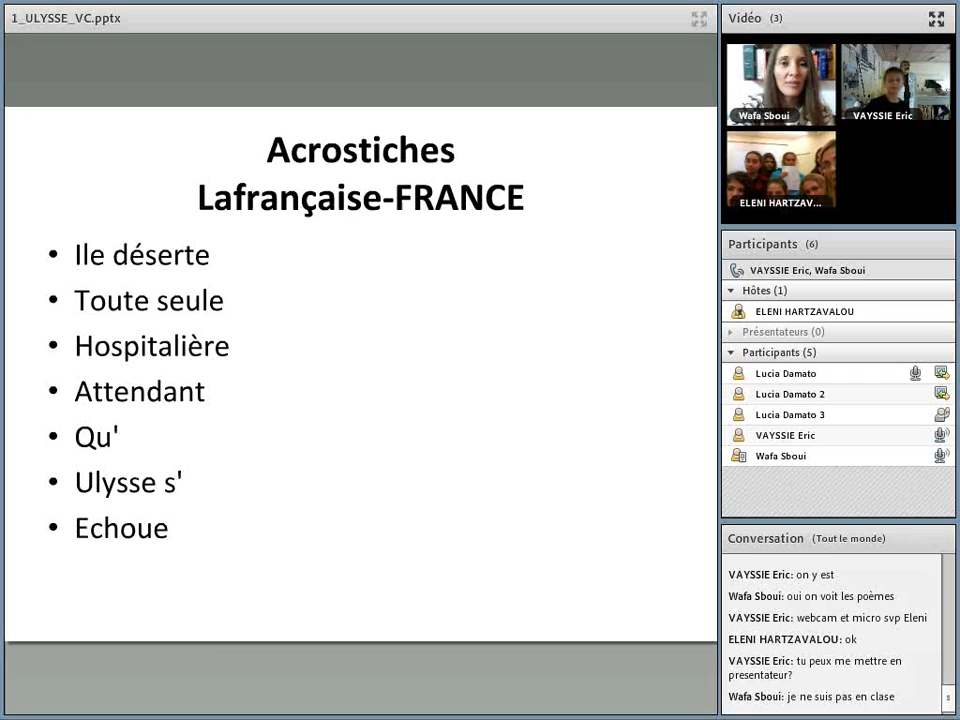 1_ULYSSE_VC.pptx
Acrostiches
Lafrançaise-FRANCE
• Ile déserte
• Toute seule
• Hospitalière
• Attendant
• Qu'
• Ulysse s'
• Echoue
Vidéo (3)
Wafa Sboui
VAYSSIE Eric
ELENI HARTZAV...
Participants (6)
VAYSSIE Eric, Wafa Sboui
Hôtes (1)
ELENI HARTZAVALOU
Présentateurs (0)
Participants (5)
Lucia Damato
Lucia Damato 2
Lucia Damato 3
VAYSSIE Eric
Wafa Sboui
Conversation (Tout le monde)
VAYSSIE Eric: on y est
Wafa Sboui: oui on voit les poèmes
VAYSSIE Eric: webcam et micro svp Eleni
ELENI HARTZAVALOU: ok
VAYSSIE Eric: tu peux me mettre en
presentateur?
Wafa Sboui: je ne suis pas en clase